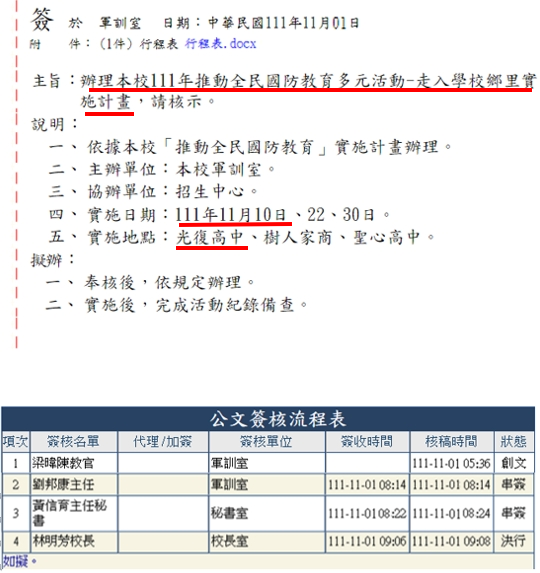 簽 於 軍訓室 日期：中華民國111年11月01日
附 件：(1件) 行程表 行程表.docx
主旨：辦理本校111年推動全民國防教育多元活動-走入學校鄉里實
施計畫，請核示。
說明：
一、依據本校「推動全民國防教育」實施計畫辦理。
二、主辦單位：本校軍訓室。
三、協辦單位：招生中心。
四、實施日期：111年11月10日、22、30日。
五、實施地點：光復高中、樹人家商、聖心高中。
擬辦：
一、奉核後，依規定辦理。
二、實施後，完成活動紀錄備查。
公文簽核流程表
項次 簽核名單 代理/加簽 簽核單位 簽收時間 核稿時間 狀態
1 梁暐陳教官 軍訓室 111-11-01 05:36 創文
2 劉邦康主任 軍訓室 111-11-01 08:14 111-11-01 08:14 串簽
3 黃信育主任秘書 秘書室 111-11-01 08:22 111-11-01 08:24 串簽
4 林明芳校長 校長室 111-11-01 09:06 111-11-01 09:08 決行
如擬。